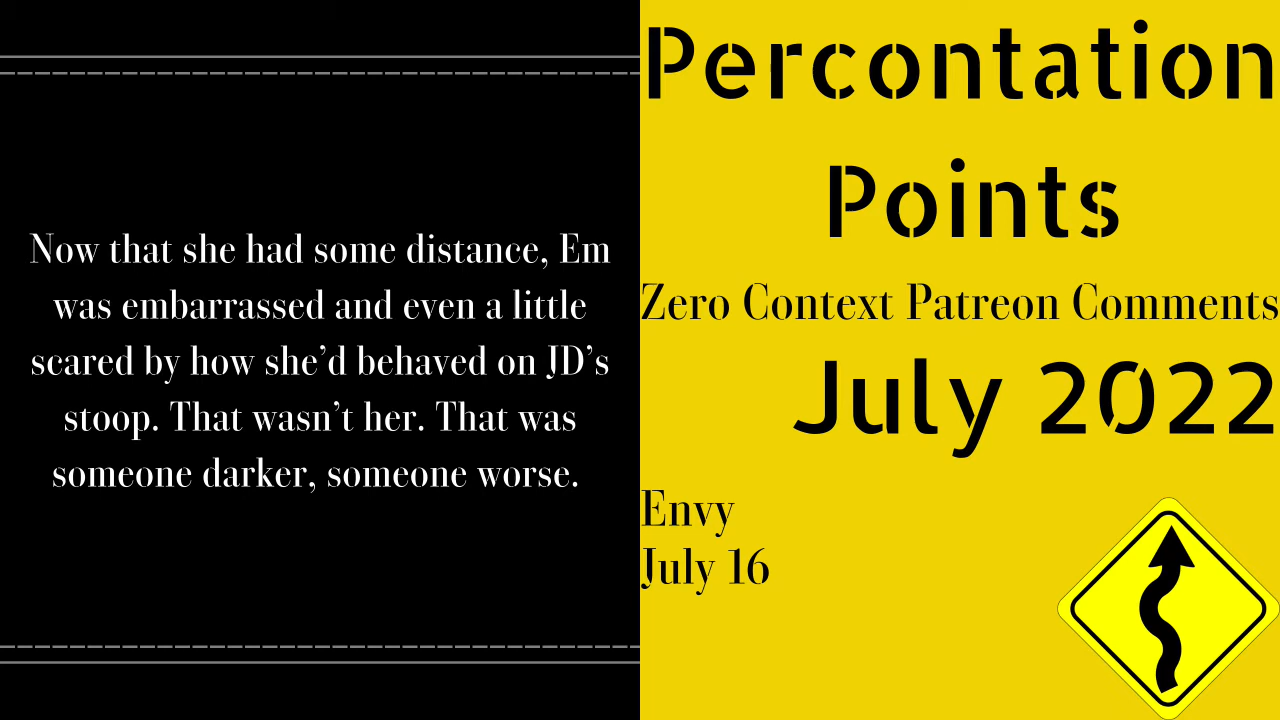 Now that she had some distance, Em
was embarrassed and even a little
scared by how she’d behaved on JD’s
stoop. That wasn’t her. That was
someone darker, someone worse.
Percontation
Points
Zero Context Patreon Comments
July 2022
Envy
July 16